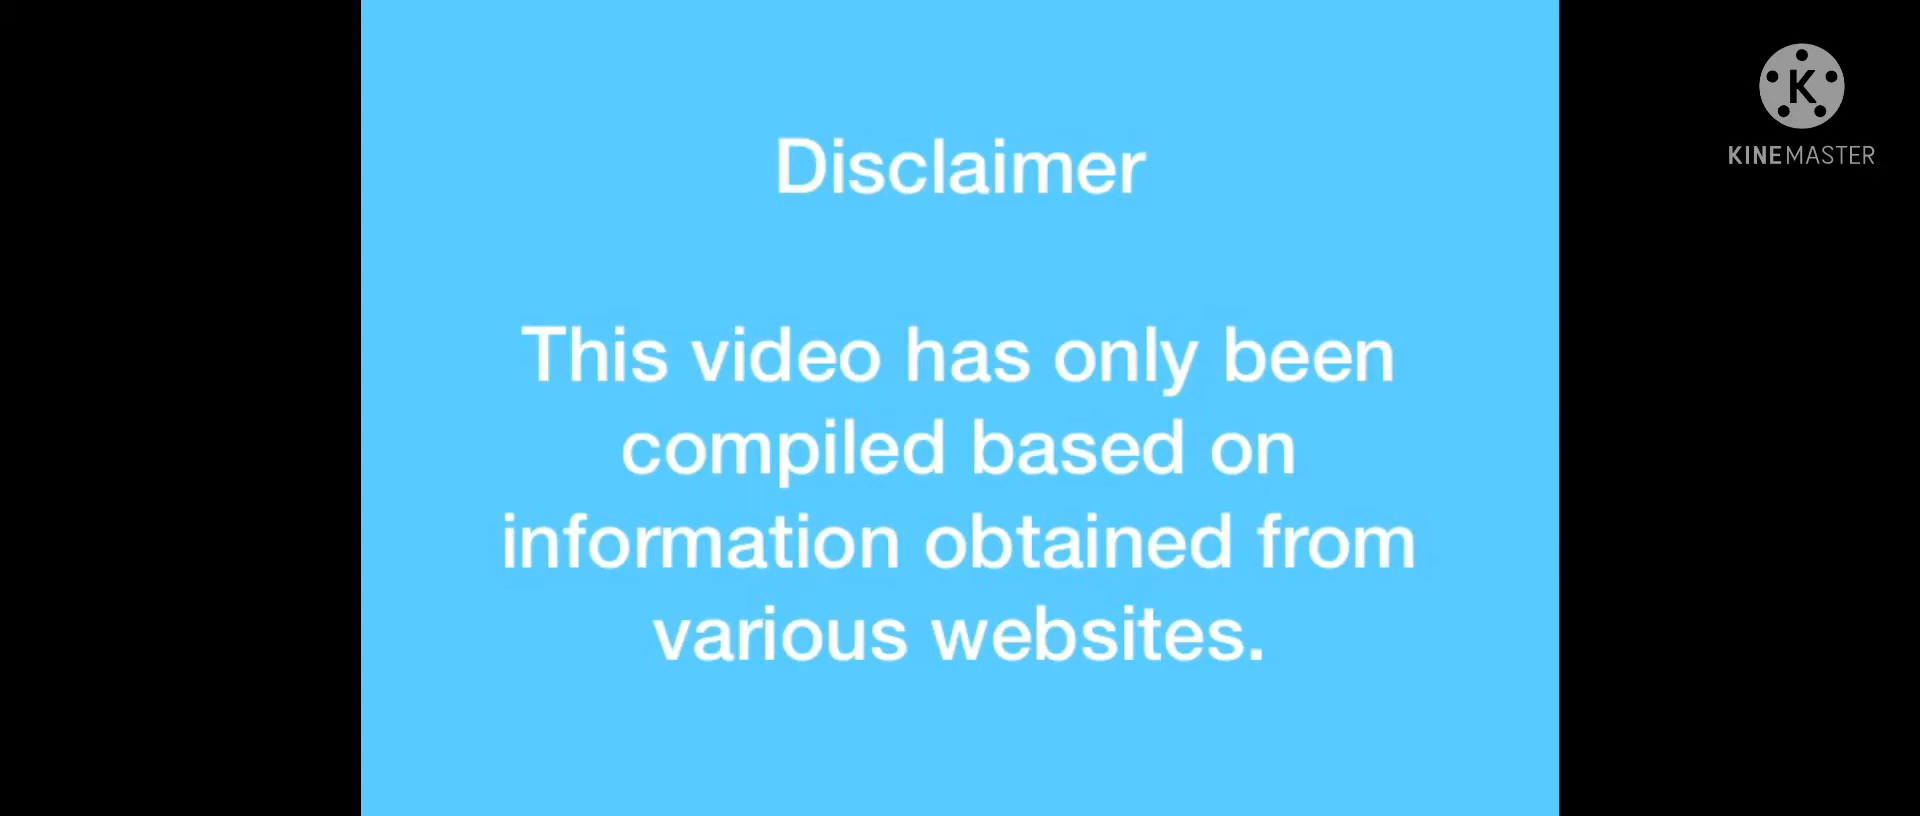 Disclaimer
This video has only been
compiled based on
information obtained from
various websites.
K
KINEMASTER